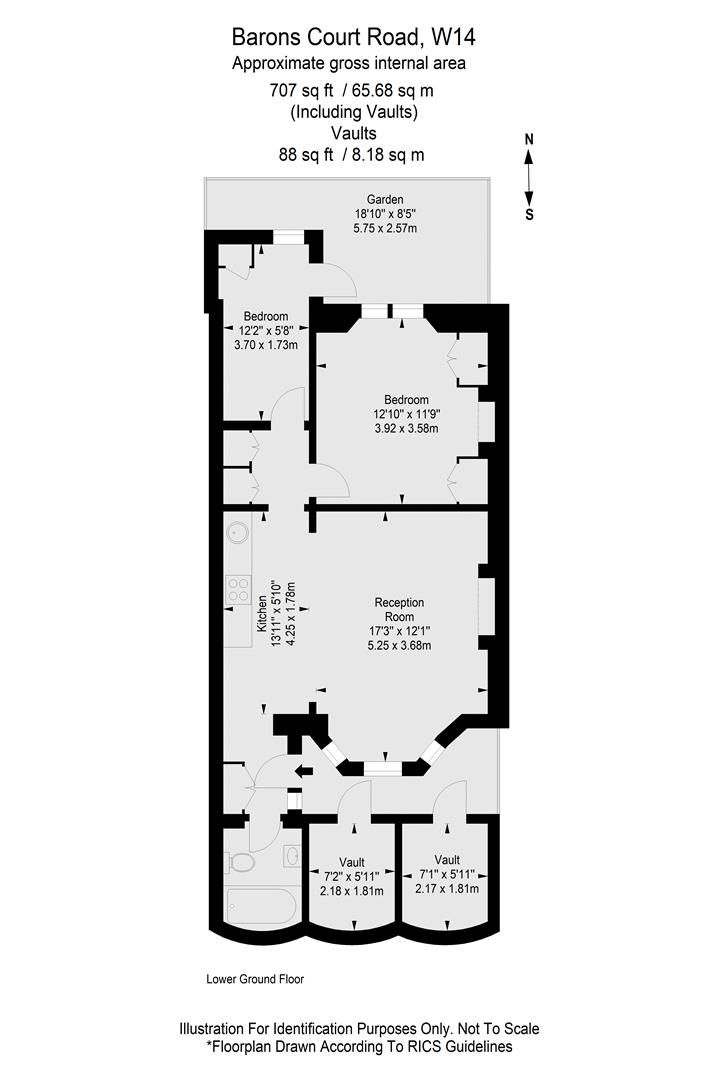 Barons Court Road, W14
Approximate gross internal area
707 sq ft / 65.68 sq m
(Including Vaults)
Vaults
88 sq ft / 8.18 sq m
N
S
Garden
18'10" x 8'5"
5.75 x 2.57m
Bedroom
12'2" x 5'8"
3.70 x 1.73m
Bedroom
12'10" x 11'9"
3.92 x 3.58m
Kitchen
13'11" x 5'10"
4.25 x 1.78m
Reception
Room
17'3" x 12'1"
5.25 x 3.68m
Vault
7'2" x 5'11"
2.18 x 1.81m
Vault
7'1" x 5'11"
2.17 x 1.81m
Lower Ground Floor
Illustration For Identification Purposes Only. Not To Scale
*Floorplan Drawn According To RICS Guidelines